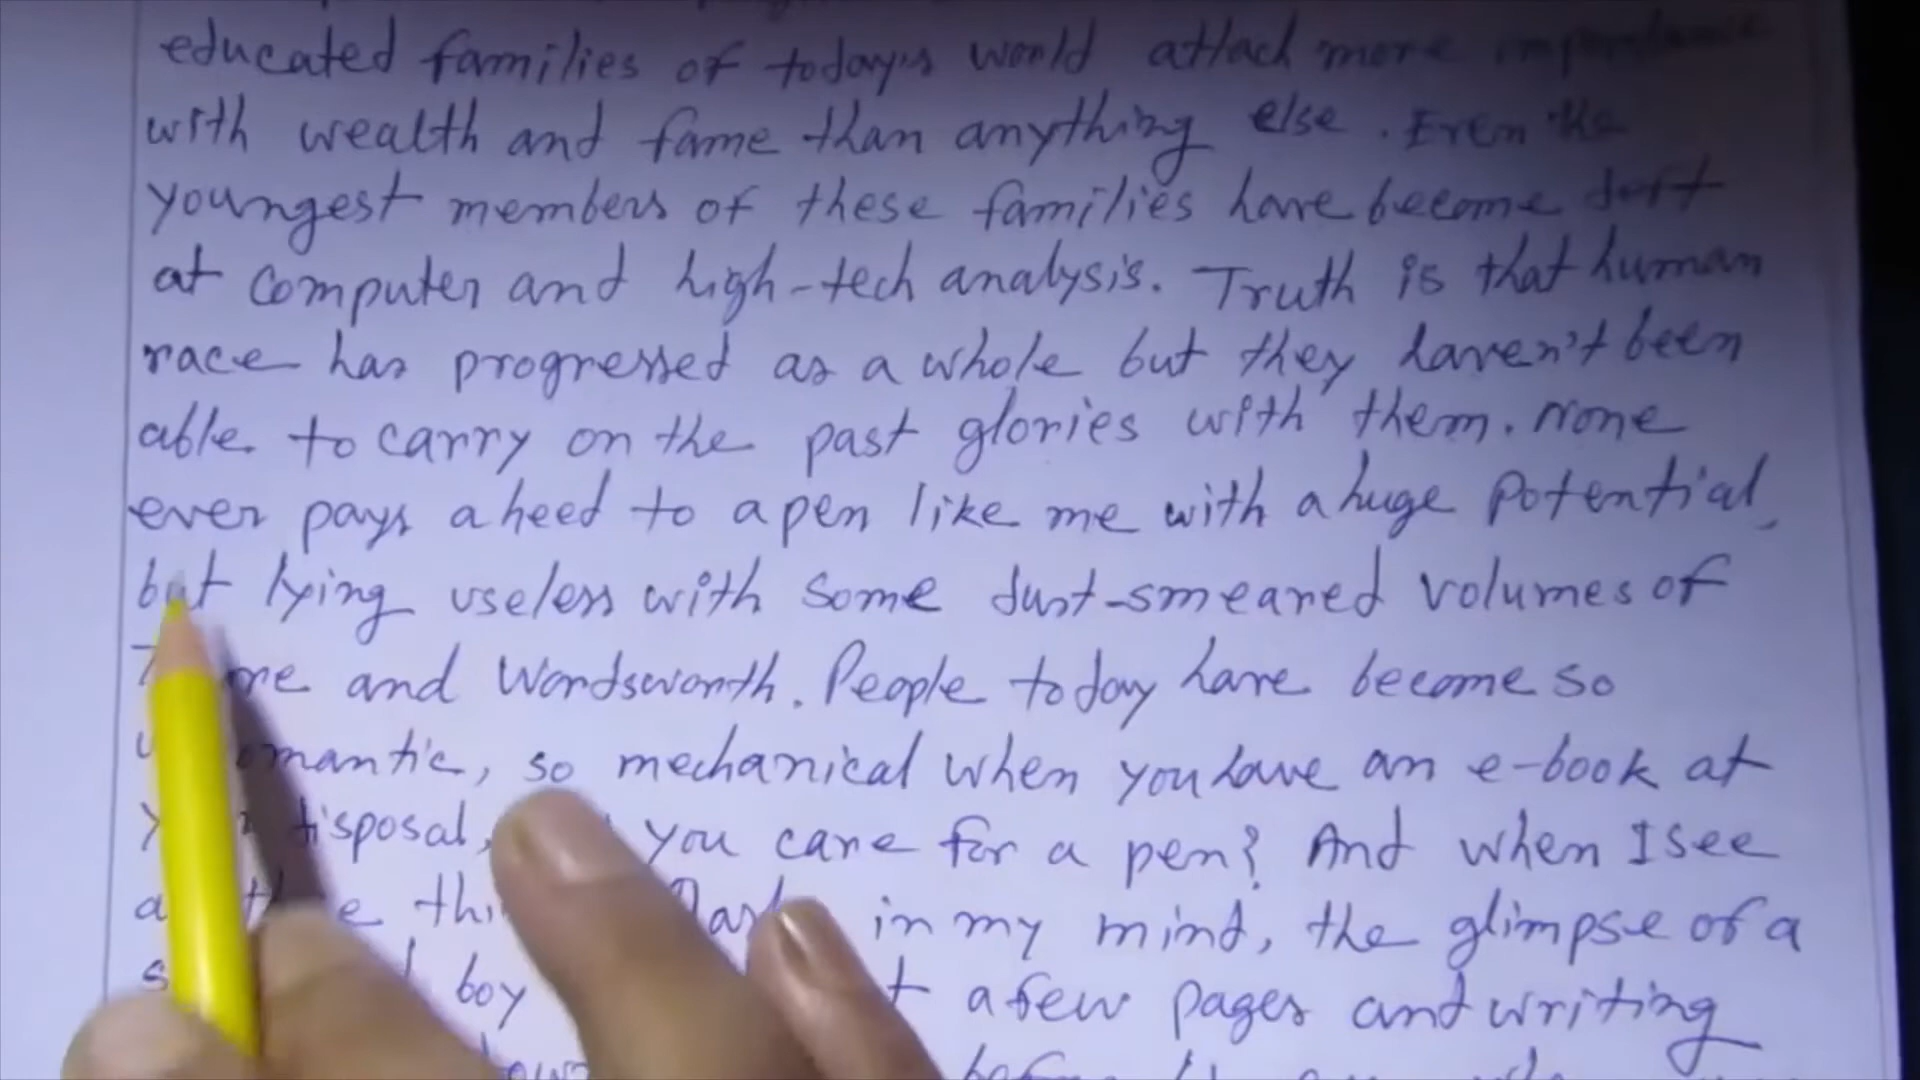 educated families of today's world attach more importance
with wealth and fame than anything else. Even the
youngest members of these families have become
at computer and high-tech analysis. Truth is that human
race has progressed as a whole but they haven't been
able to carry on the past glories with them. None
ever pays a heed to a pen like me with a huge potential,
but lying useless with some dust-smeared volumes of
and Wordsworth. People today have become so
so mechanical when you have an e-book at
disposal, you care for a pen? And when I see
in my mind, the glimpse of a
boy a few pages and writing